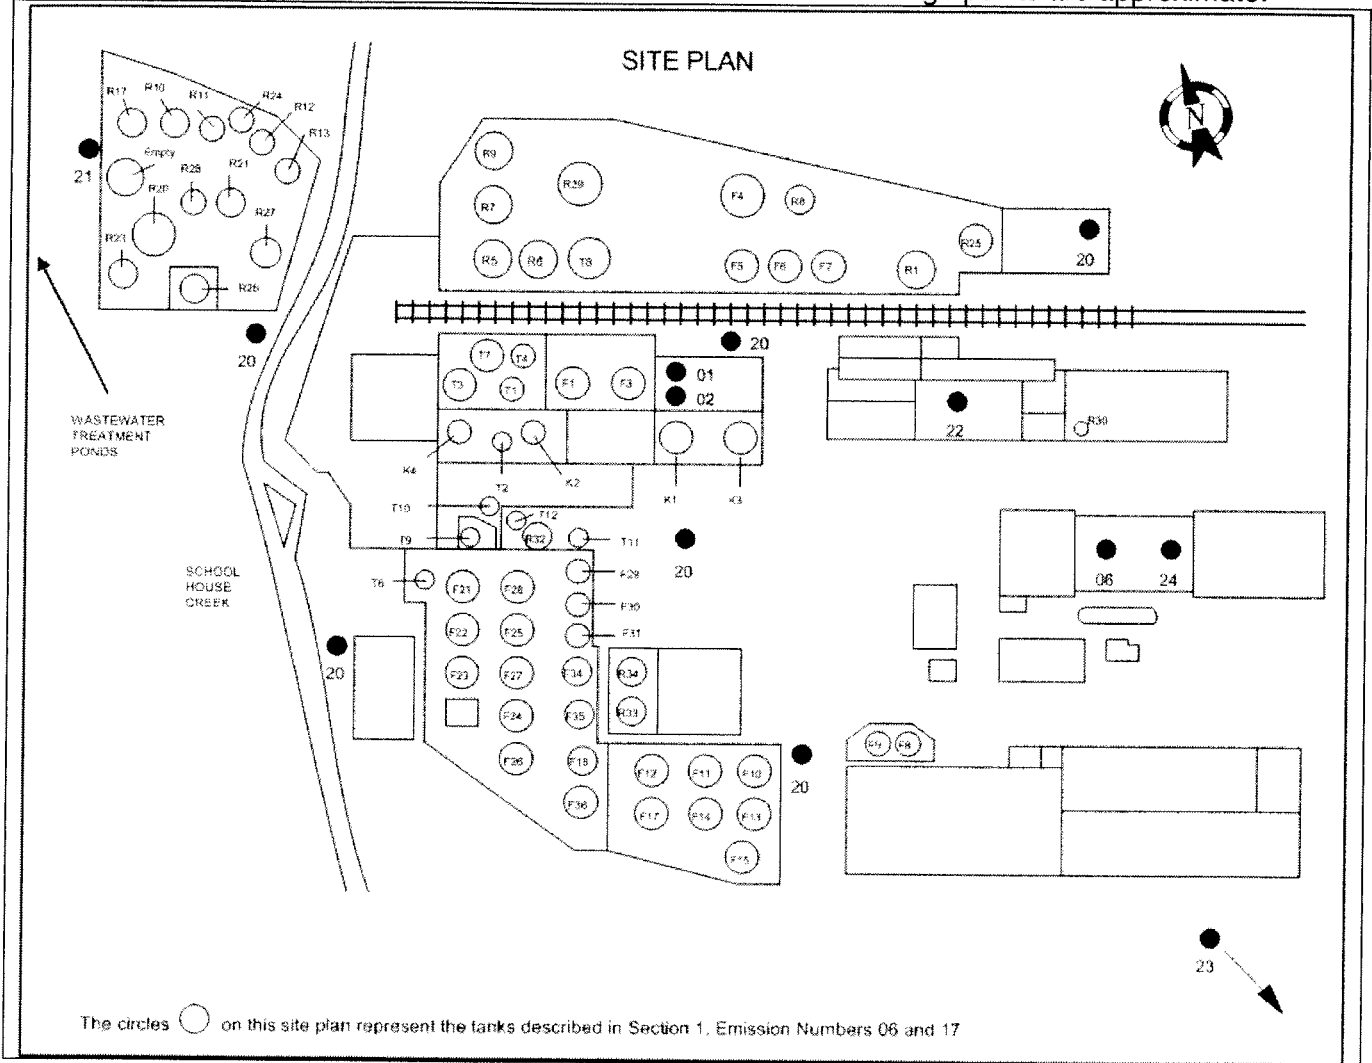 approximate.
SITE PLAN
N
R17
R10
R11
R24
R12
R13
21
Empty
R28
R21
R27
R23
20
WASTEWATER
TREATMENT
PONDS
SCHOOL
HOUSE
CREEK
R9
R7
R5
R6
F4
F5
F6
F7
R1
R25
20
20
T7
T4
T3
T1
F1
F3
01
02
K4
T2
K2
K1
K3
22
R30
T10
T12
T9
R32
T11
20
T6
F21
F28
F29
F30
F31
F22
F25
F23
F27
F34
F24
F35
F26
F18
F36
R34
R33
20
F12
F11
F10
F17
F14
F13
F15
20
06
24
F9
F8
23
The circles on this site plan represent the tanks described in Section 1, Emission Numbers 06 and 17